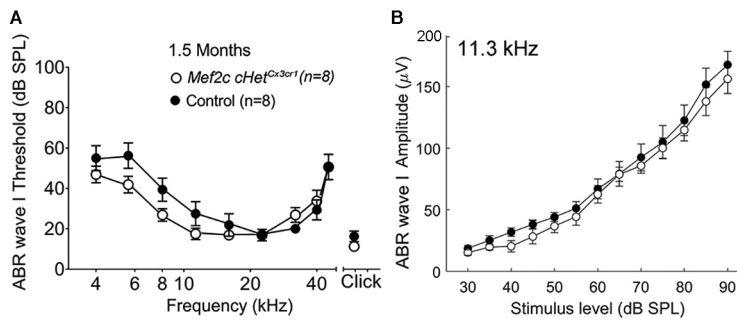 A
1.5 Months
Mef2c cHet^Cx3cr1 (n=8)
Control (n=8)
ABR wave I Threshold (dB SPL)
100
80
60
40
20
0
4 6 8 10 20 40 Click
Frequency (kHz)
B
11.3 kHz
ABR wave I Amplitude (μV)
200
150
100
50
0
30 40 50 60 70 80 90
Stimulus level (dB SPL)